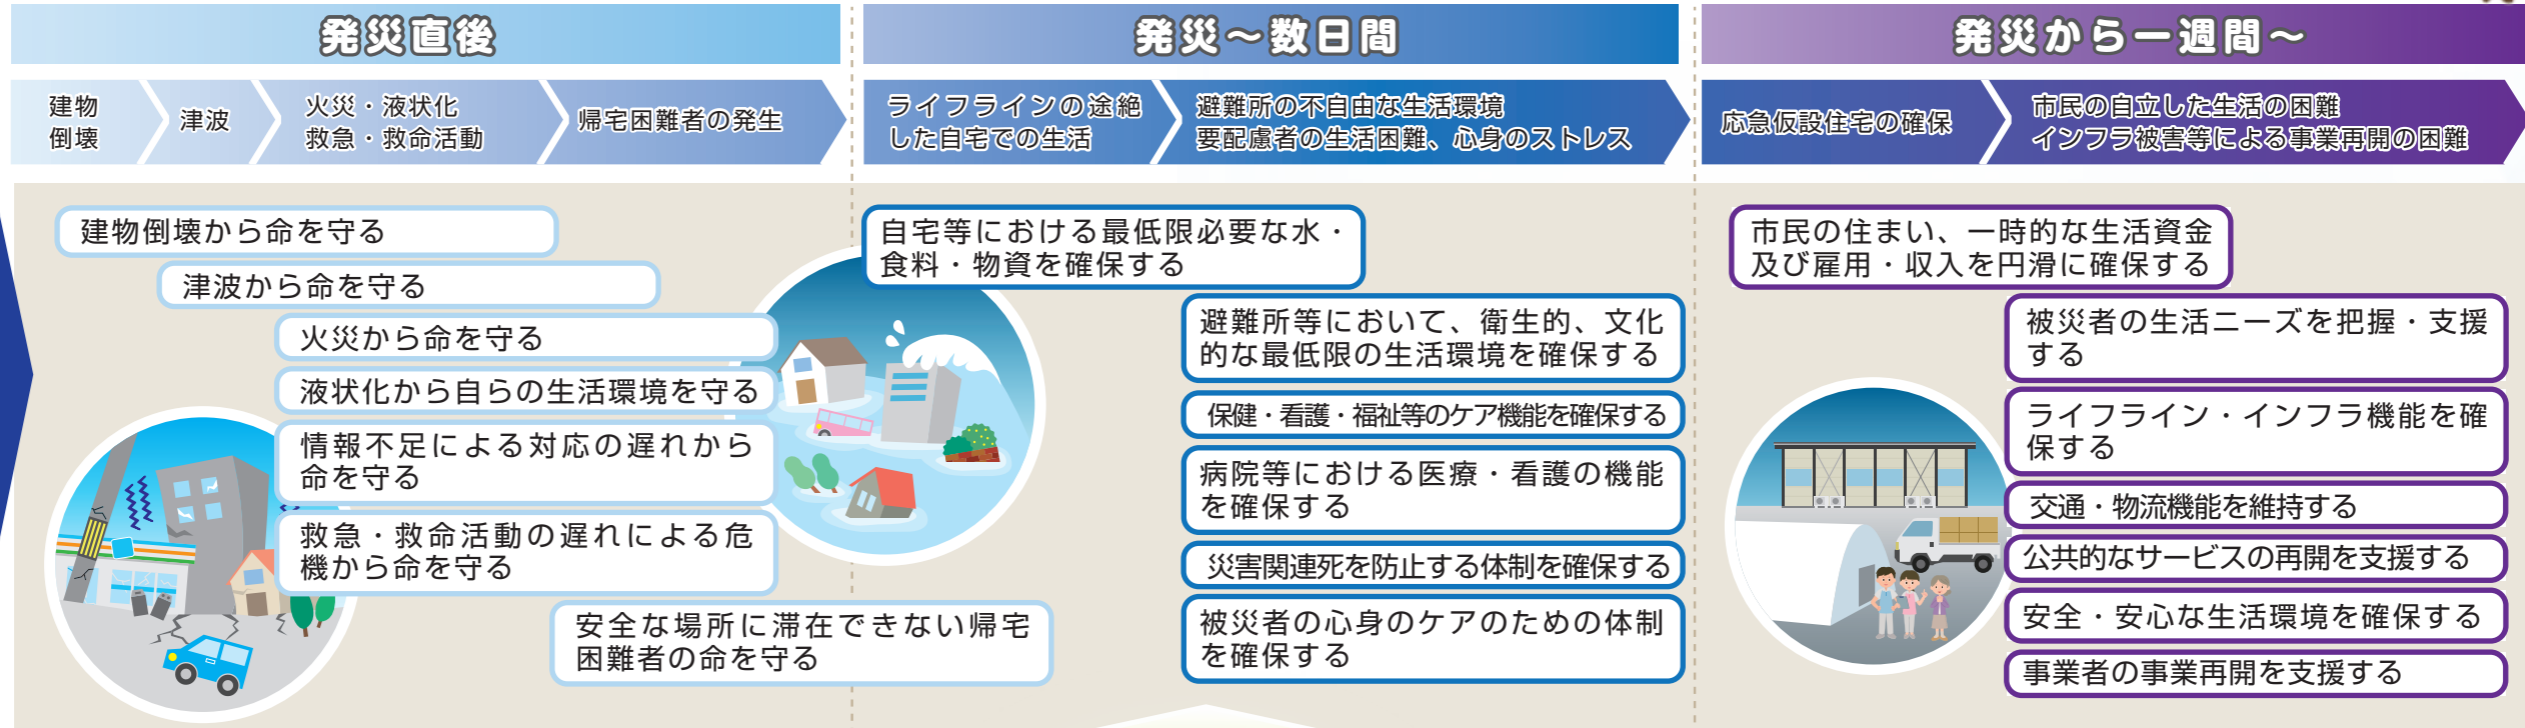 発災直後
建物
倒壊
津波
火災・液状化
救急・救命活動
帰宅困難者の発生
建物倒壊から命を守る
津波から命を守る
火災から命を守る
液状化から自らの生活環境を守る
情報不足による対応の遅れから
命を守る
救急・救命活動の遅れによる危
機から命を守る
安全な場所に滞在できない帰宅
困難者の命を守る
発災～数日間
ライフラインの途絶
した自宅での生活
避難所の不自由な生活環境
要配慮者の生活困難、心身のストレス
自宅等における最低限必要な水・
食料・物資を確保する
避難所等において、衛生的、文化
的な最低限の生活環境を確保する
保健・看護・福祉等のケア機能を確保する
病院等における医療・看護の機能
を確保する
災害関連死を防止する体制を確保する
被災者の心身のケアのための体制
を確保する
発災から一週間～
応急仮設住宅の確保
市民の自立した生活の困難
インフラ被害等による事業再開の困難
市民の住まい、一時的な生活資金
及び雇用・収入を円滑に確保する
被災者の生活ニーズを把握・支援
する
ライフライン・インフラ機能を確
保する
交通・物流機能を維持する
公共的なサービスの再開を支援する
安全・安心な生活環境を確保する
事業者の事業再開を支援する